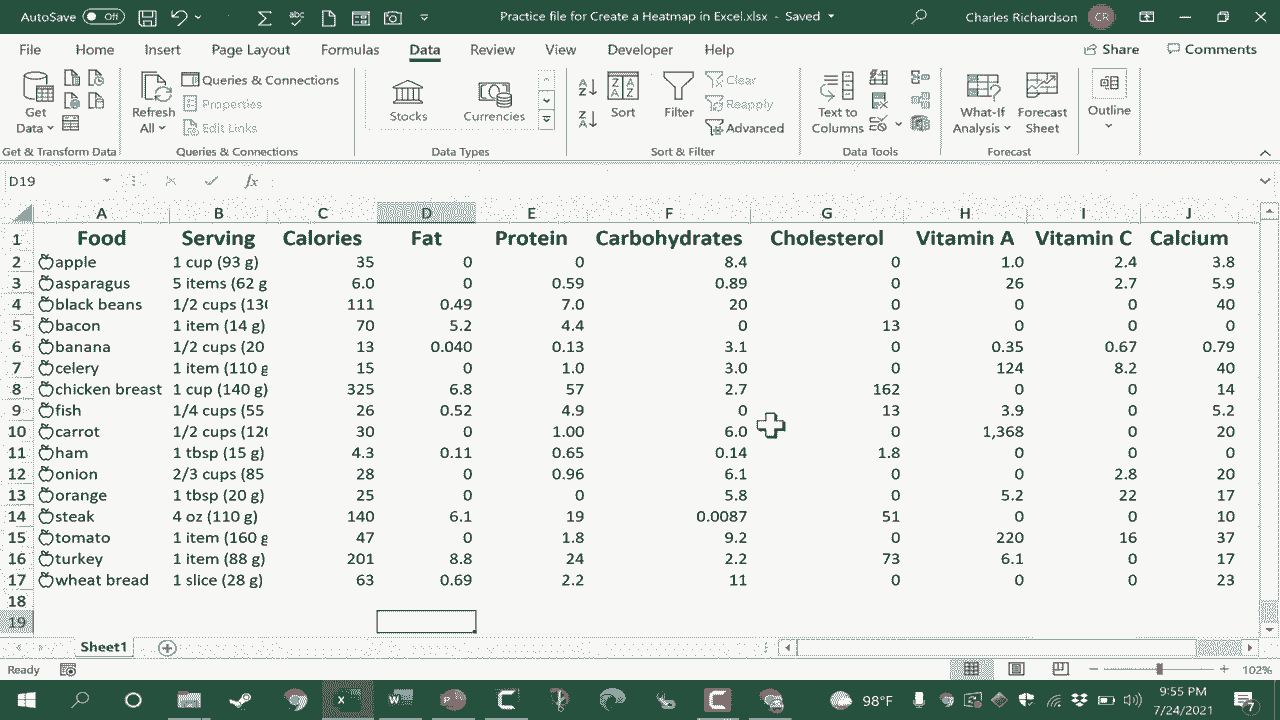 AutoSave Off Practice file for Create a Heatmap in Excel.xlsx - Saved Charles Richardson CR
File Home Insert Page Layout Formulas Data Review View Developer Help Share Comments
Get Data
Refresh All
Queries & Connections
Properties
Edit Links
Stocks
Currencies
Sort
Filter
Clear
Reapply
Advanced
Text to Columns
What-If Analysis
Forecast Sheet
Outline
Get & Transform Data Queries & Connections Data Types Sort & Filter Data Tools Forecast
D19 fx
A B C D E F G H I J
1 Food Serving Calories Fat Protein Carbohydrates Cholesterol Vitamin A Vitamin C Calcium
2 apple 1 cup (93 g) 35 0 0 8.4 0 1.0 2.4 3.8
3 asparagus 5 items (62 g 6.0 0 0.59 0.89 0 26 2.7 5.9
4 black beans 1/2 cups (130 111 0.49 7.0 20 0 0 0 40
5 bacon 1 item (14 g) 70 5.2 4.4 0 13 0 0 0
6 banana 1/2 cups (20 13 0.040 0.13 3.1 0 0.35 0.67 0.79
7 celery 1 item (110 g 15 0 1.0 3.0 0 124 8.2 40
8 chicken breast 1 cup (140 g) 325 6.8 57 2.7 162 0 0 14
9 fish 1/4 cups (55 26 0.52 4.9 0 13 3.9 0 5.2
10 carrot 1/2 cups (120 30 0 1.00 6.0 0 1,368 0 20
11 ham 1 tbsp (15 g) 4.3 0.11 0.65 0.14 1.8 0 0 0
12 onion 2/3 cups (85 28 0 0.96 6.1 0 0 2.8 20
13 orange 1 tbsp (20 g) 25 0 0 5.8 0 5.2 22 17
14 steak 4 oz (110 g) 140 6.1 19 0.0087 51 0 0 10
15 tomato 1 item (160 g 47 0 1.8 9.2 0 220 16 37
16 turkey 1 item (88 g) 201 8.8 24 2.2 73 6.1 0 17
17 wheat bread 1 slice (28 g) 63 0.69 2.2 11 0 0 0 23
18
19
Sheet1
Ready 102%
98°F 9:55 PM
7/24/2021 7